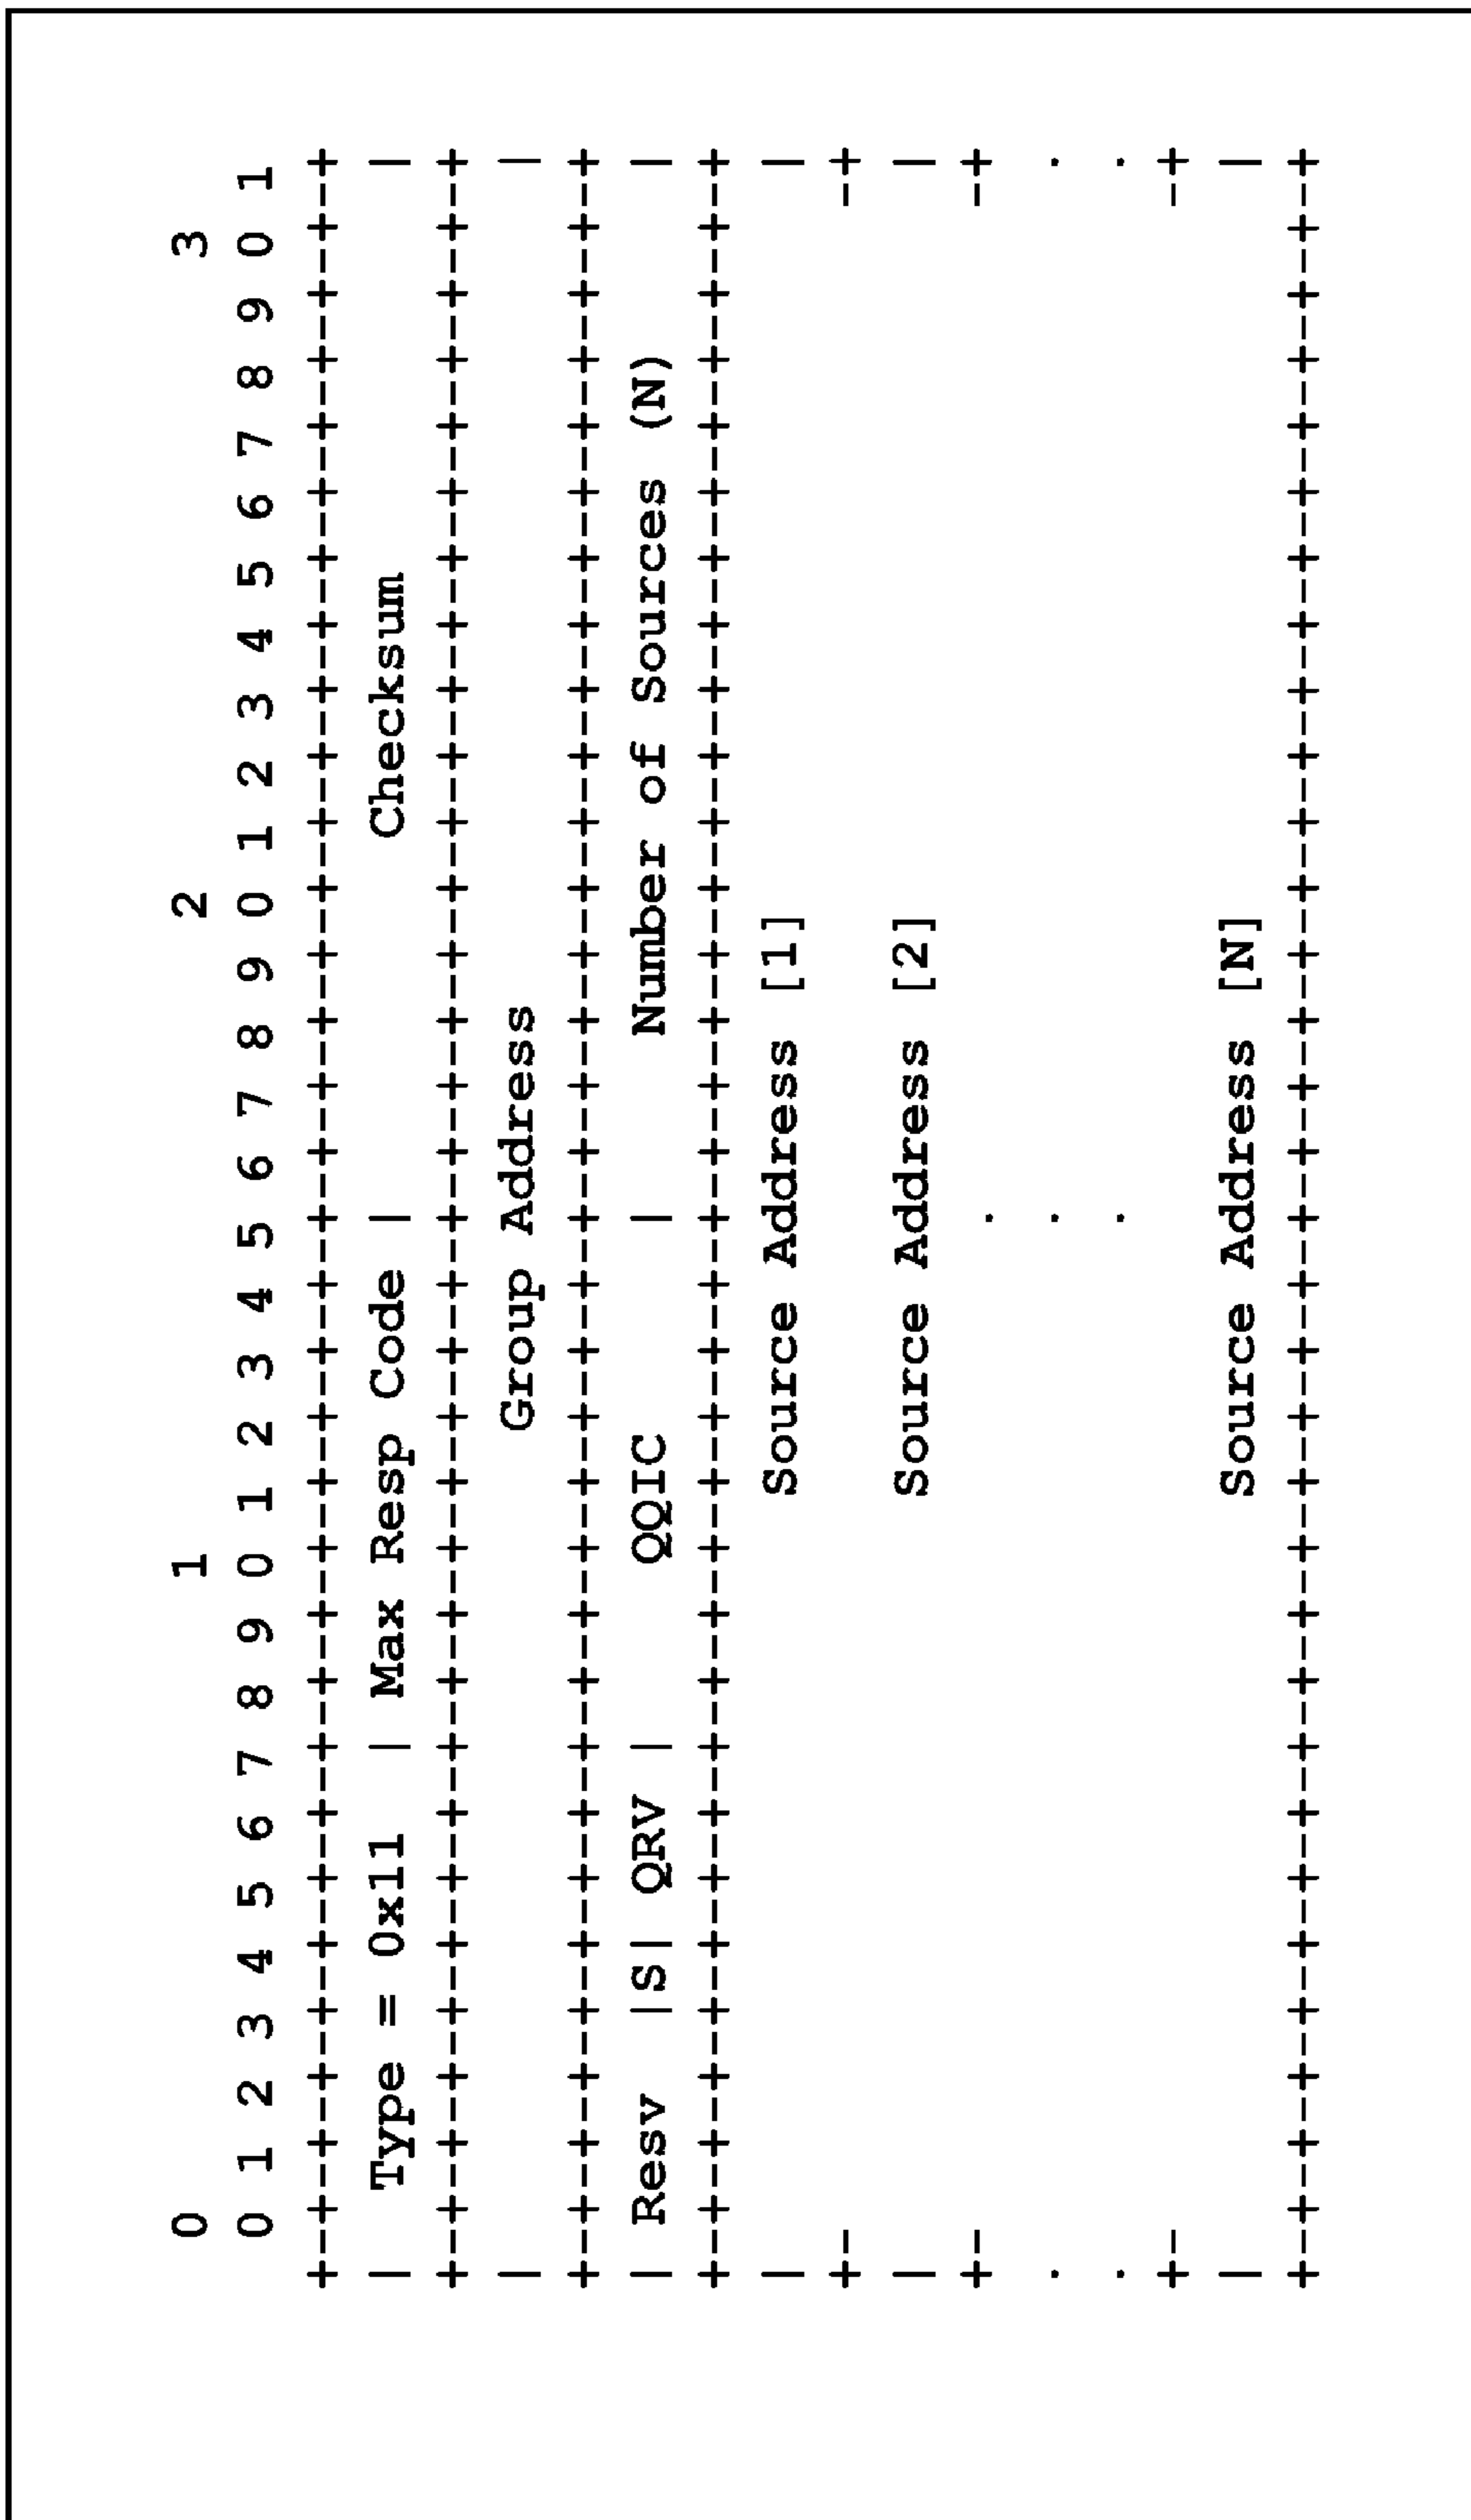 0                   1                   2                   3
 0 1 2 3 4 5 6 7 8 9 0 1 2 3 4 5 6 7 8 9 0 1 2 3 4 5 6 7 8 9 0 1
+-+-+-+-+-+-+-+-+-+-+-+-+-+-+-+-+-+-+-+-+-+-+-+-+-+-+-+-+-+-+-+-+
|  Type = 0x11  | Max Resp Code |           Checksum            |
+-+-+-+-+-+-+-+-+-+-+-+-+-+-+-+-+-+-+-+-+-+-+-+-+-+-+-+-+-+-+-+-+
|                         Group Address                         |
+-+-+-+-+-+-+-+-+-+-+-+-+-+-+-+-+-+-+-+-+-+-+-+-+-+-+-+-+-+-+-+-+
| Resv  |S| QRV |     QQIC      |     Number of Sources (N)     |
+-+-+-+-+-+-+-+-+-+-+-+-+-+-+-+-+-+-+-+-+-+-+-+-+-+-+-+-+-+-+-+-+
|                       Source Address [1]                      |
+-                                                             -+
|                       Source Address [2]                      |
+-                              .                              -+
.                               .                               .
.                               .                               .
+-                                                             -+
|                       Source Address [N]                      |
+-+-+-+-+-+-+-+-+-+-+-+-+-+-+-+-+-+-+-+-+-+-+-+-+-+-+-+-+-+-+-+-+